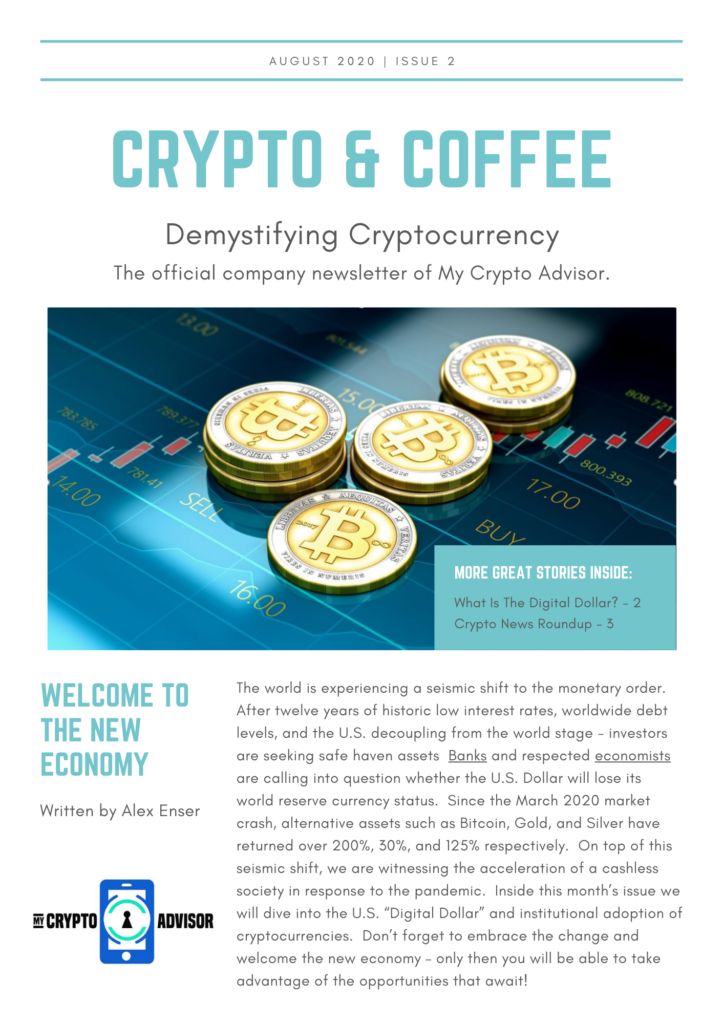 AUGUST 2020 | ISSUE 2
CRYPTO & COFFEE
Demystifying Cryptocurrency
The official company newsletter of My Crypto Advisor.
13.00
801.544
808.721
783.785
789.377
15.00
781.41
800.393
14.00
SELL
17.00
BUY
16.00
LIBERTAS
AEQUITAS
VERITAS
MORE GREAT STORIES INSIDE:
What Is The Digital Dollar? - 2
Crypto News Roundup - 3
WELCOME TO
THE NEW
ECONOMY
Written by Alex Enser
MY CRYPTO ADVISOR
The world is experiencing a seismic shift to the monetary order.
After twelve years of historic low interest rates, worldwide debt
levels, and the U.S. decoupling from the world stage - investors
are seeking safe haven assets  Banks and respected economists
are calling into question whether the U.S. Dollar will lose its
world reserve currency status.  Since the March 2020 market
crash, alternative assets such as Bitcoin, Gold, and Silver have
returned over 200%, 30%, and 125% respectively.  On top of this
seismic shift, we are witnessing the acceleration of a cashless
society in response to the pandemic.  Inside this month's issue we
will dive into the U.S. “Digital Dollar” and institutional adoption of
cryptocurrencies.  Don't forget to embrace the change and
welcome the new economy - only then you will be able to take
advantage of the opportunities that await!